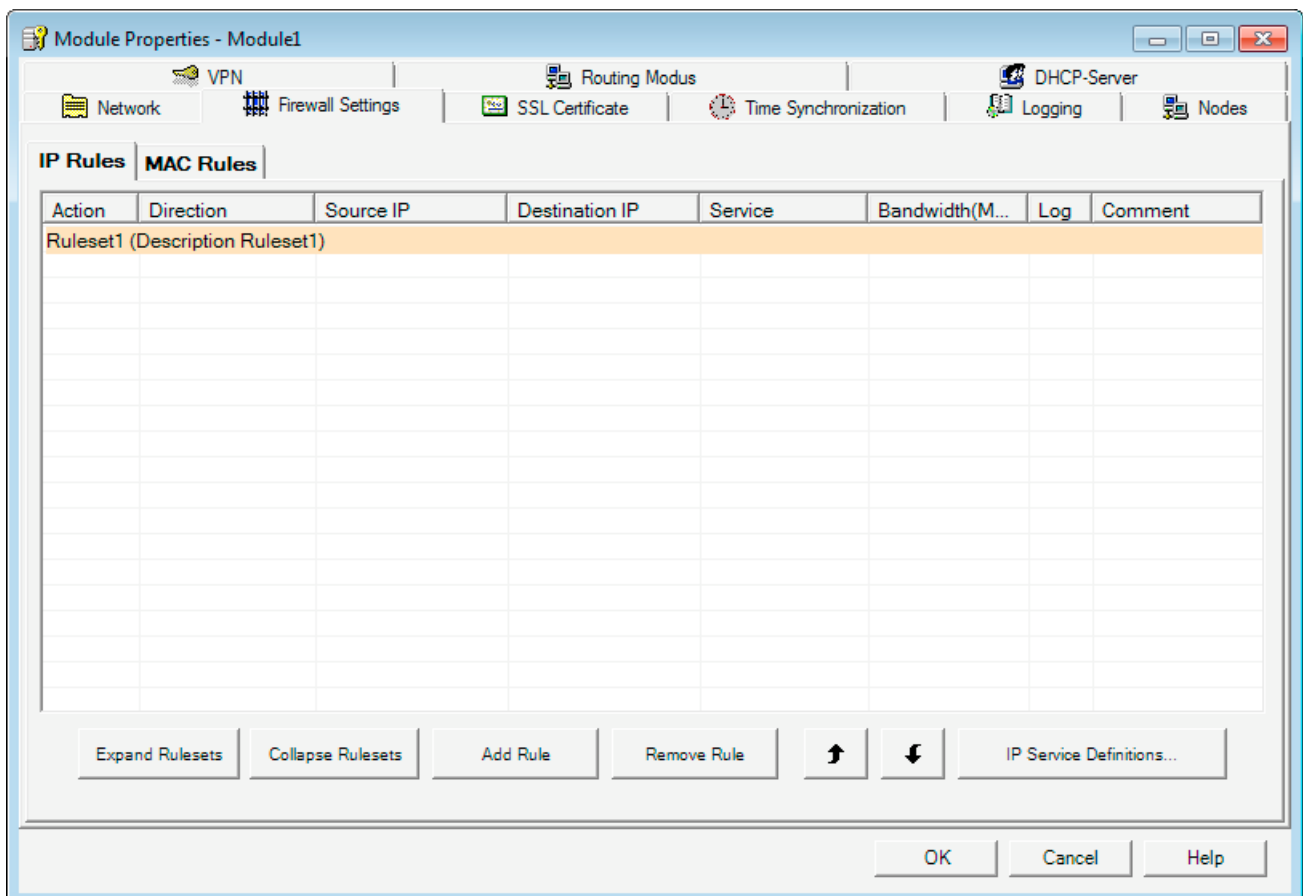 Module Properties - Module1
VPN Routing Modus DHCP-Server
Network Firewall Settings SSL Certificate Time Synchronization Logging Nodes
IP Rules MAC Rules
Action Direction Source IP Destination IP Service Bandwidth(M... Log Comment
Ruleset1 (Description Ruleset1)
Expand Rulesets Collapse Rulesets Add Rule Remove Rule IP Service Definitions...
OK Cancel Help